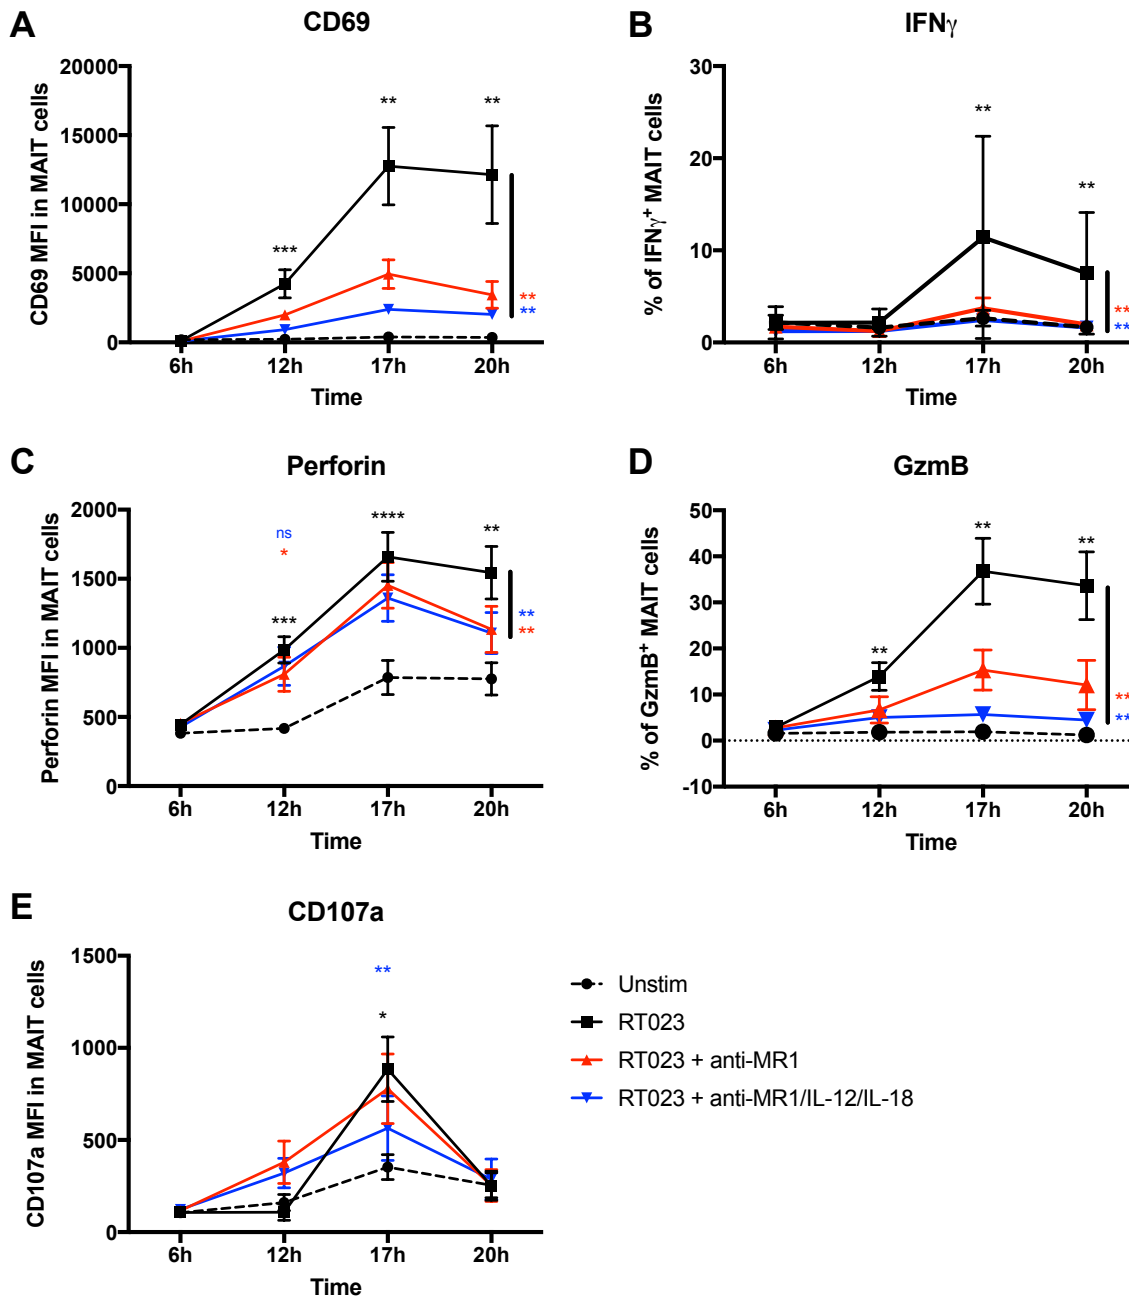 A
CD69
CD69 MFI in MAIT cells
20000
15000
10000
5000
0
***
**
**
**
**
6h
12h
17h
20h
Time
B
IFNγ
% of IFNγ+ MAIT cells
30
20
10
0
**
**
**
**
6h
12h
17h
20h
Time
C
Perforin
Perforin MFI in MAIT cells
2000
1500
1000
500
0
ns
*
***
****
**
**
**
6h
12h
17h
20h
Time
D
GzmB
% of GzmB+ MAIT cells
50
40
30
20
10
0
-10
**
**
**
**
**
6h
12h
17h
20h
Time
E
CD107a
CD107a MFI in MAIT cells
1500
1000
500
0
**
*
6h
12h
17h
20h
Time
Unstim
RT023
RT023 + anti-MR1
RT023 + anti-MR1/IL-12/IL-18